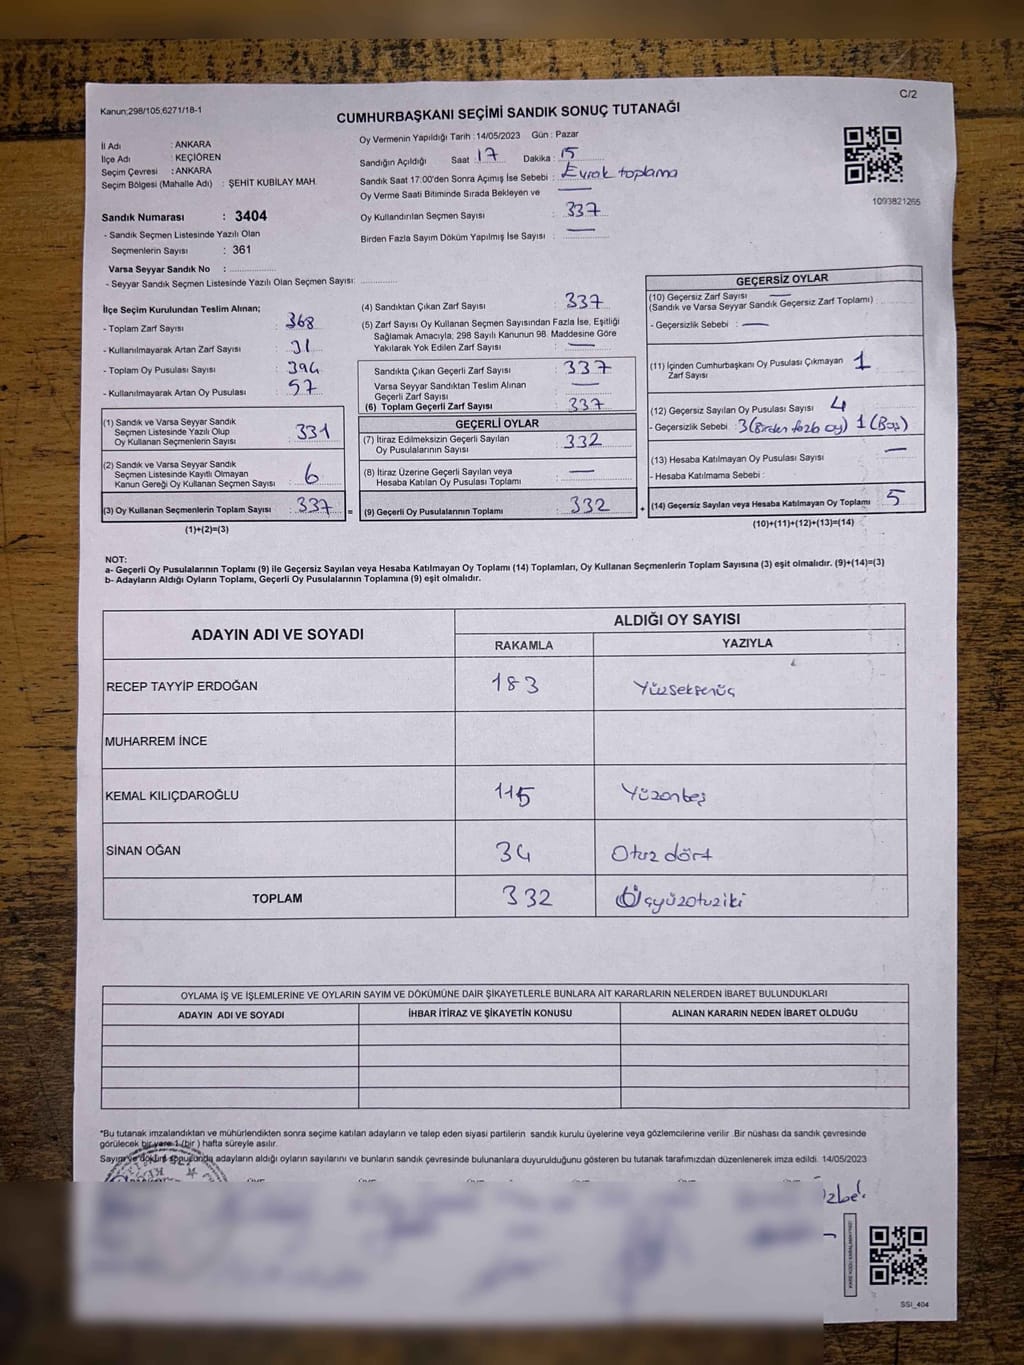 Kanun;298/105;6271/18-1
C/2
CUMHURBAŞKANI SEÇİMİ SANDIK SONUÇ TUTANAĞI
İl Adı : ANKARA
İlçe Adı : KEÇİÖREN
Seçim Çevresi : ANKARA
Seçim Bölgesi (Mahalle Adı) : ŞEHİT KUBİLAY MAH.
Sandık Numarası : 3404
- Sandık Seçmen Listesinde Yazılı Olan
Seçmenlerin Sayısı : 361
Varsa Seyyar Sandık No :
- Seyyar Sandık Seçmen Listesinde Yazılı Olan Seçmen Sayısı:
Oy Vermenin Yapıldığı Tarih : 14/05/2023 Gün : Pazar
Sandığın Açıldığı Saat : 17 Dakika : 15
Sandık Saat 17:00'den Sonra Açımış İse Sebebi : Evrak toplama
Oy Verme Saati Bitiminde Sırada Bekleyen ve —
Oy Kullandırılan Seçmen Sayısı : 337
Birden Fazla Sayım Döküm Yapılmış İse Sayısı : —
1093821265
İlçe Seçim Kurulundan Teslim Alınan;
- Toplam Zarf Sayısı : 368
- Kullanılmayarak Artan Zarf Sayısı : 31
- Toplam Oy Pusulası Sayısı : 394
- Kullanılmayarak Artan Oy Pusulası : 57
(1) Sandık ve Varsa Seyyar Sandık
Seçmen Listesinde Yazılı Olup
Oy Kullanan Seçmenlerin Sayısı : 331
(2) Sandık ve Varsa Seyyar Sandık
Seçmen Listesinde Kayıtlı Olmayan
Kanun Gereği Oy Kullanan Seçmen Sayısı : 6
(3) Oy Kullanan Seçmenlerin Toplam Sayısı : 337 =
(1)+(2)=(3)
(4) Sandıktan Çıkan Zarf Sayısı : 337
(5) Zarf Sayısı Oy Kullanan Seçmen Sayısından Fazla İse, Eşitliği
Sağlamak Amacıyla; 298 Sayılı Kanunun 98. Maddesine Göre
Yakılarak Yok Edilen Zarf Sayısı : —
Sandıkta Çıkan Geçerli Zarf Sayısı : 337
Varsa Seyyar Sandıktan Teslim Alınan
Geçerli Zarf Sayısı : —
(6) Toplam Geçerli Zarf Sayısı : 337
GEÇERLİ OYLAR
(7) İtiraz Edilmeksizin Geçerli Sayılan
Oy Pusulalarının Sayısı : 332
(8) İtiraz Üzerine Geçerli Sayılan veya
Hesaba Katılan Oy Pusulası Toplamı : —
(9) Geçerli Oy Pusulalarının Toplamı : 332 +
GEÇERSİZ OYLAR
(10) Geçersiz Zarf Sayısı —
(Sandık ve Varsa Seyyar Sandık Geçersiz Zarf Toplamı) :
- Geçersizlik Sebebi : —
(11) İçinden Cumhurbaşkanı Oy Pusulası Çıkmayan : 1
Zarf Sayısı
(12) Geçersiz Sayılan Oy Pusulası Sayısı : 4
- Geçersizlik Sebebi : 3 (Birden fazla oy) 1 (Boş)
(13) Hesaba Katılmayan Oy Pusulası Sayısı : —
- Hesaba Katılmama Sebebi :
(14) Geçersiz Sayılan veya Hesaba Katılmayan Oy Toplamı : 5
(10)+(11)+(12)+(13)=(14)
NOT:
a- Geçerli Oy Pusulalarının Toplamı (9) ile Geçersiz Sayılan veya Hesaba Katılmayan Oy Toplamı (14) Toplamları, Oy Kullanan Seçmenlerin Toplam Sayısına (3) eşit olmalıdır. (9)+(14)=(3)
b- Adayların Aldığı Oyların Toplamı, Geçerli Oy Pusulalarının Toplamına (9) eşit olmalıdır.
ADAYIN ADI VE SOYADI
ALDIĞI OY SAYISI
RAKAMLA YAZIYLA
RECEP TAYYİP ERDOĞAN 183 Yüzseksenüç
MUHARREM İNCE
KEMAL KILIÇDAROĞLU 115 Yüzonbeş
SİNAN OĞAN 34 Otuz dört
TOPLAM 332 Üçyüzotuziki
OYLAMA İŞ VE İŞLEMLERİNE VE OYLARIN SAYIM VE DÖKÜMÜNE DAİR ŞİKAYETLERLE BUNLARA AİT KARARLARIN NELERDEN İBARET BULUNDUKLARI
ADAYIN ADI VE SOYADI İHBAR İTİRAZ VE ŞİKAYETİN KONUSU ALINAN KARARIN NEDEN İBARET OLDUĞU
*Bu tutanak imzalandıktan ve mühürlendikten sonra seçime katılan adayların ve talep eden siyasi partilerin sandık kurulu üyelerine veya gözlemcilerine verilir .Bir nüshası da sandık çevresinde
görülecek bir yere 1 (bir ) hafta süreyle asılır.
Sayım ve döküm sonucunda adayların aldığı oyların sayılarını ve bunların sandık çevresinde bulunanlara duyurulduğunu gösteren bu tutanak tarafımızdan düzenlenerek imza edildi. 14/05/2023
SSI_404